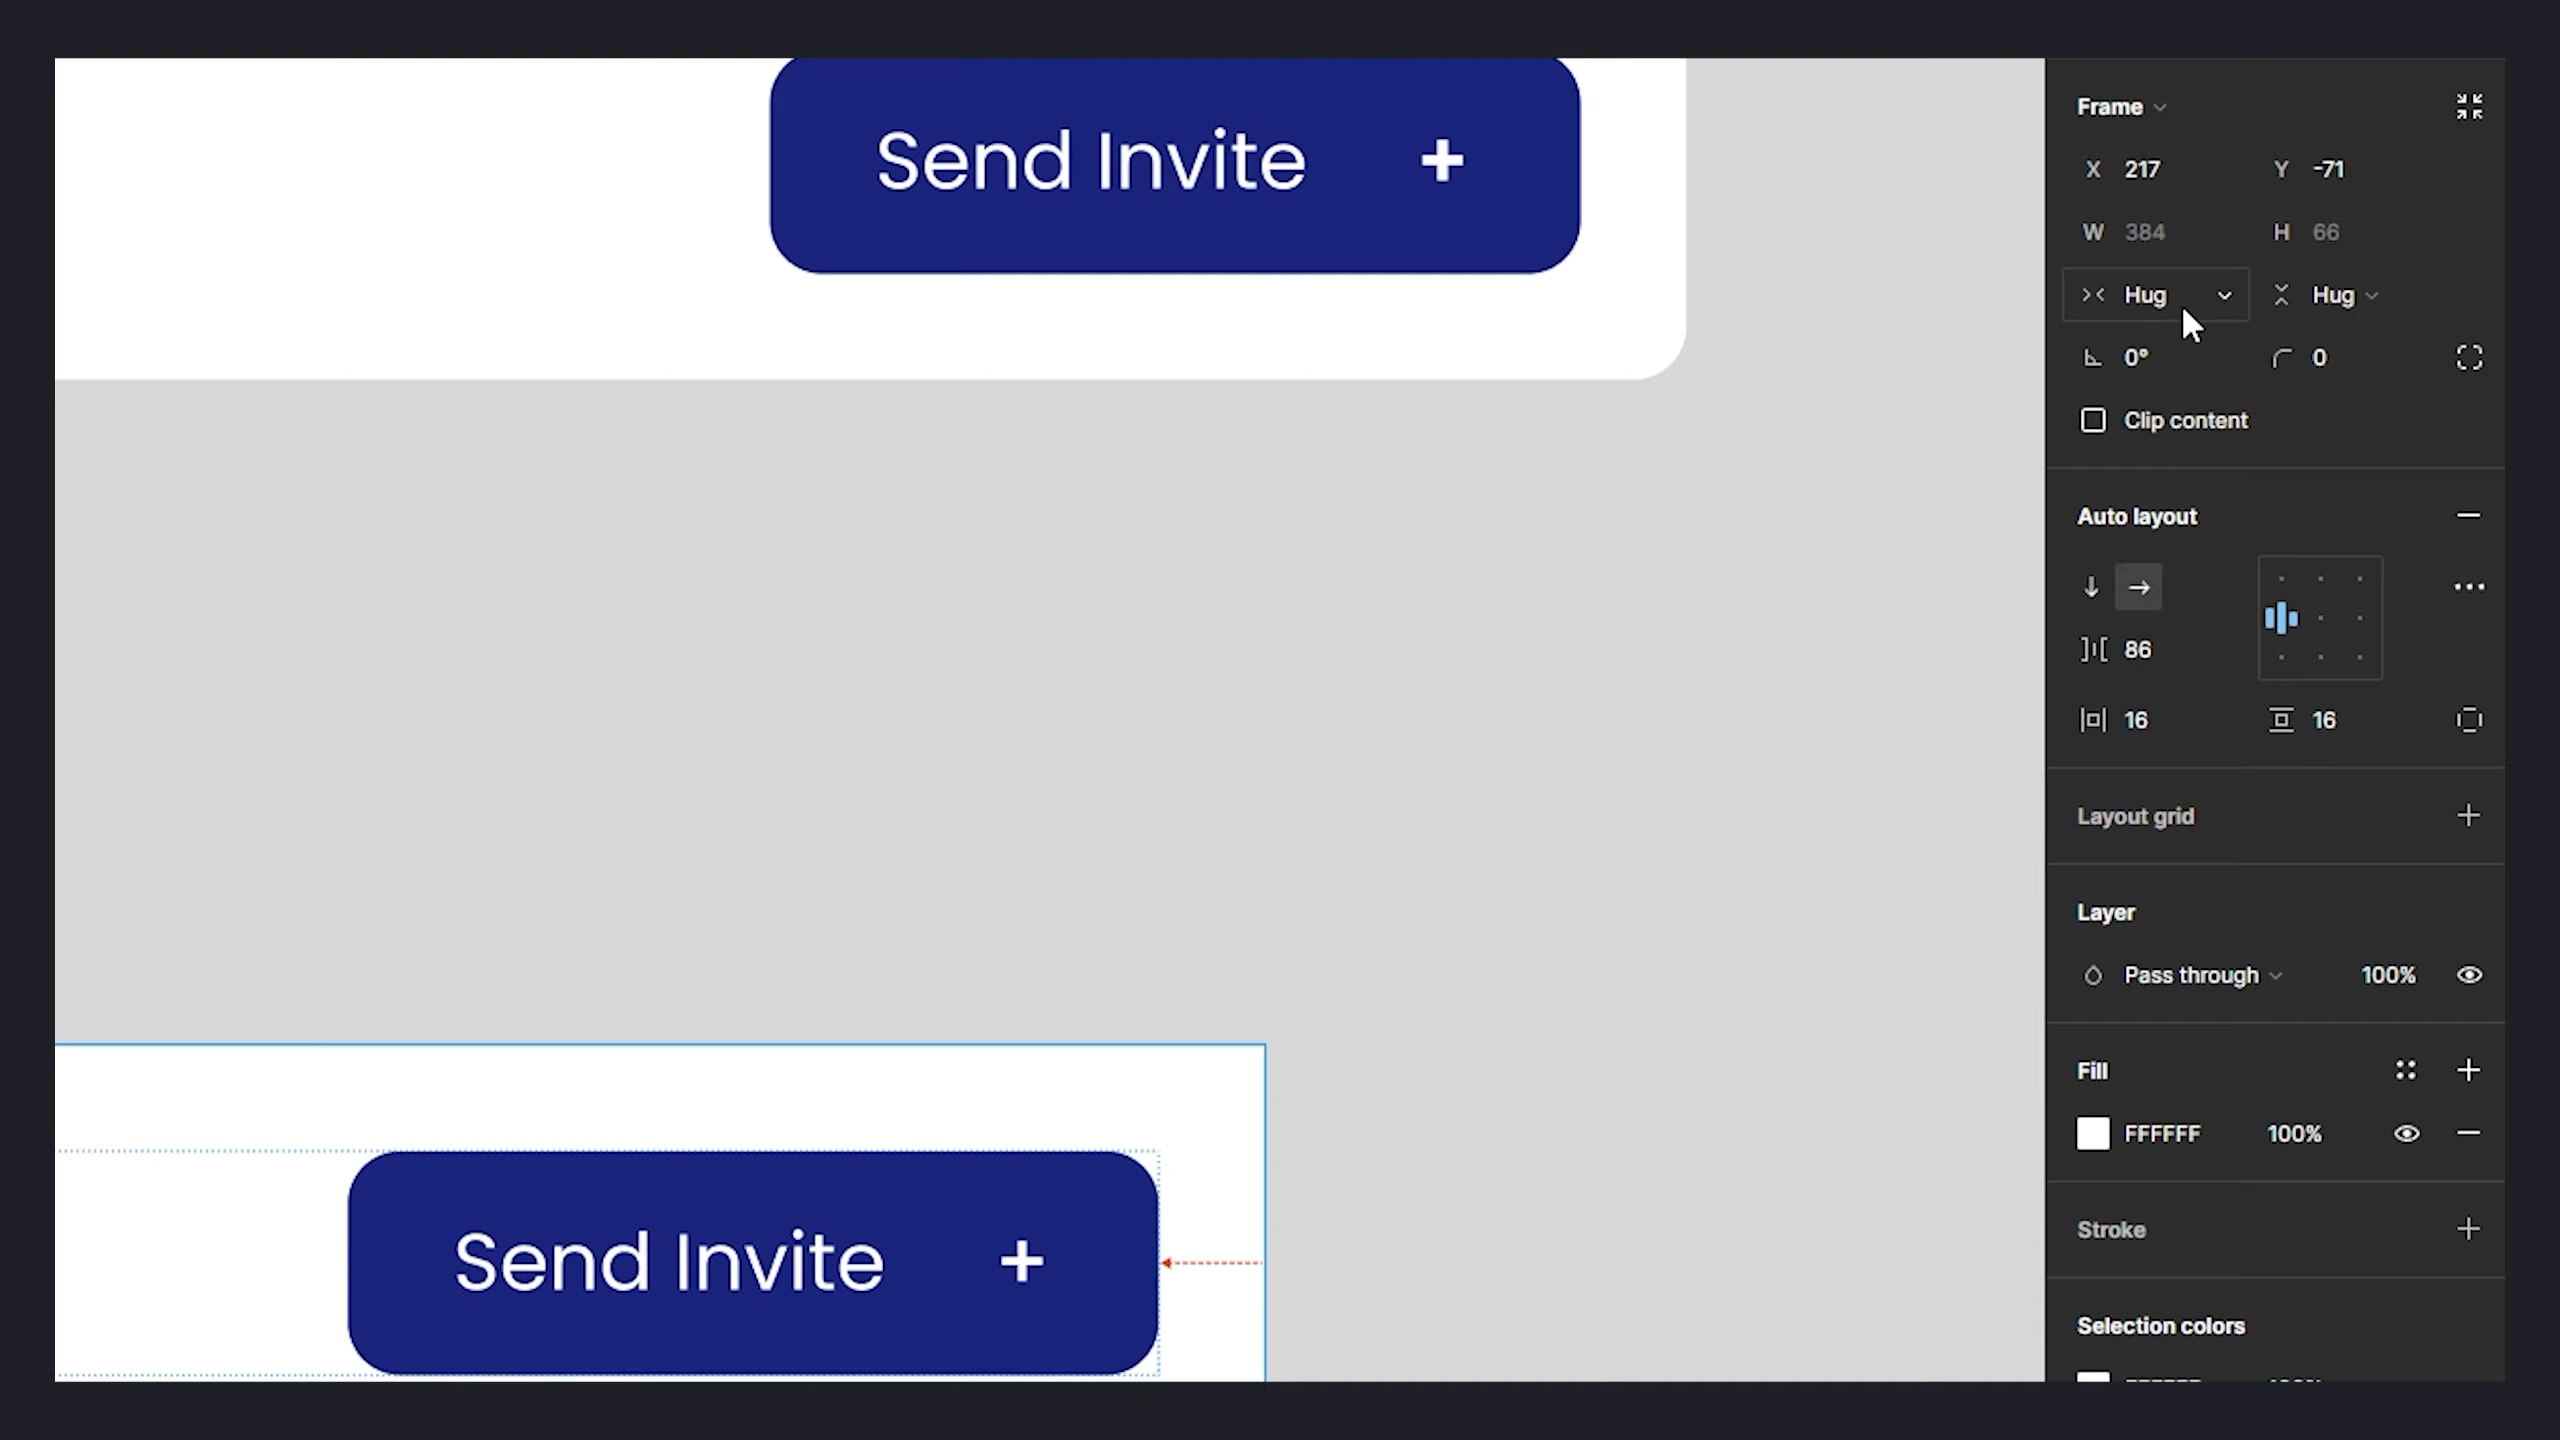 Send Invite +
Send Invite +
Frame
X 217 Y -71
W 384 H 66
Hug Hug
0° 0
Clip content
Auto layout
86
16 16
Layout grid
Layer
Pass through 100%
Fill
FFFFFF 100%
Stroke
Selection colors